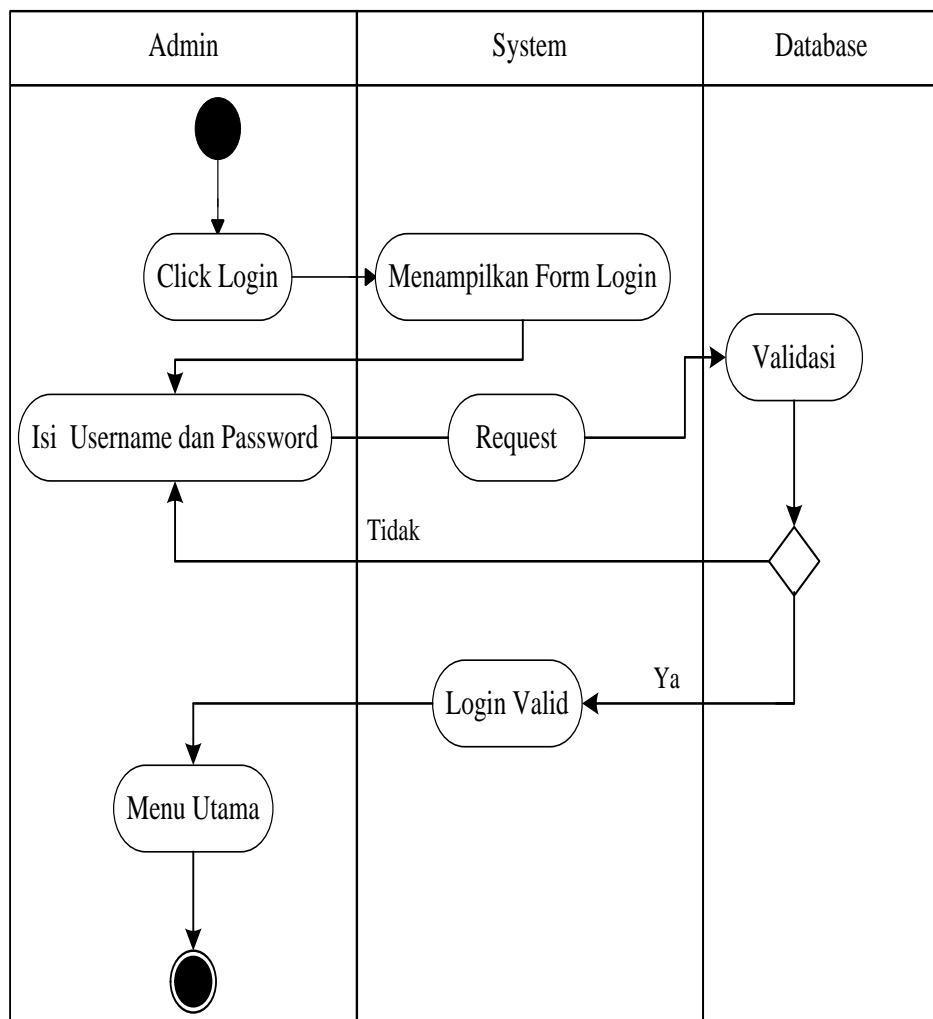 Admin
System
Database
Click Login
Menampilkan Form Login
Validasi
Isi Username dan Password
Request
Tidak
Ya
Login Valid
Menu Utama